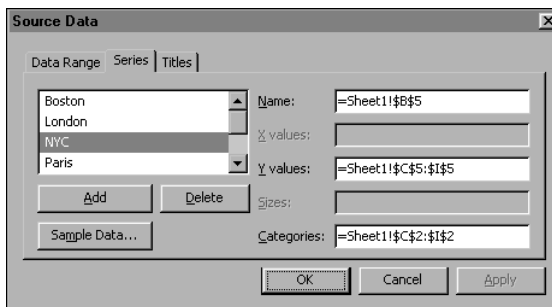 Source Data
Data Range Series Titles
Boston
London
NYC
Paris
Add Delete
Sample Data...
Name: =Sheet1!$B$5
X values:
Y values: =Sheet1!$C$5:$I$5
Sizes:
Categories: =Sheet1!$C$2:$I$2
OK Cancel Apply